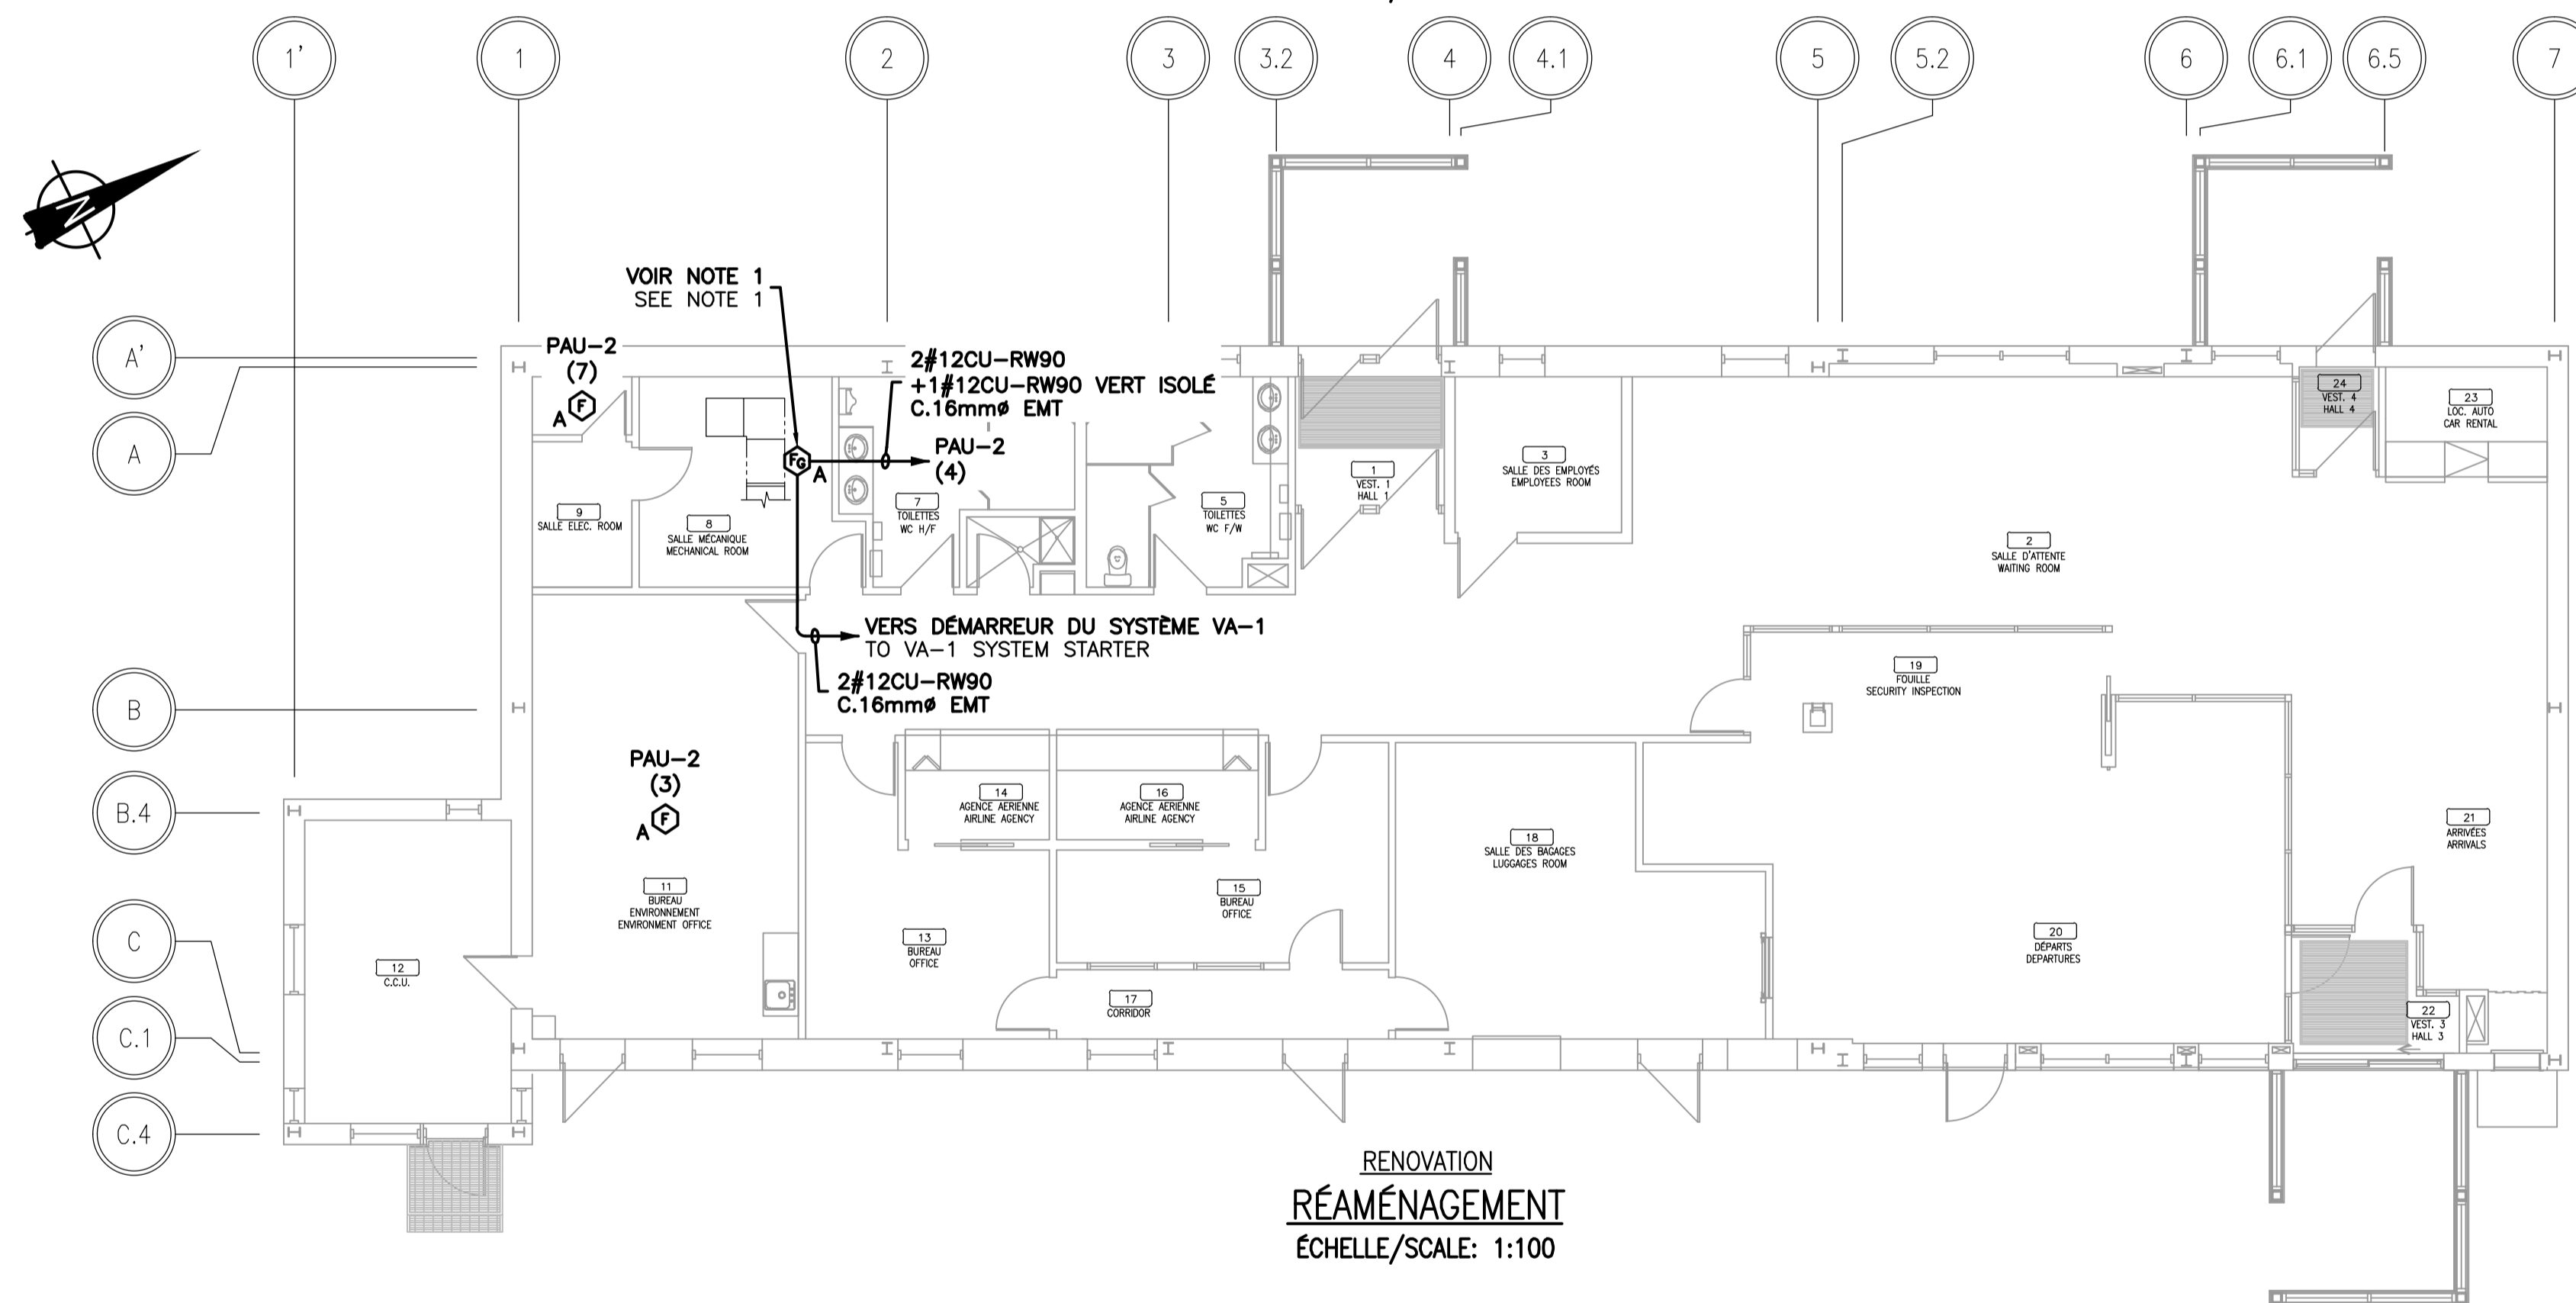 1'
1
2
3
3.2
4
4.1
5
5.2
6
6.1
6.5
7
N
A'
A
B
B.4
C
C.1
C.4
VOIR NOTE 1
SEE NOTE 1
PAU-2
(7)
A
F
2#12CU-RW90
+1#12CU-RW90 VERT ISOLÉ
C.16mmø EMT
FG
A
PAU-2
(4)
9
SALLE ELEC. ROOM
8
SALLE MÉCANIQUE
MECHANICAL ROOM
7
TOILETTES
WC H/F
5
TOILETTES
WC F/W
1
VEST. 1
HALL 1
3
SALLE DES EMPLOYÉS
EMPLOYEES ROOM
24
VEST. 4
HALL 4
23
LOC. AUTO
CAR RENTAL
2
SALLE D'ATTENTE
WAITING ROOM
VERS DÉMARREUR DU SYSTÈME VA-1
TO VA-1 SYSTEM STARTER
2#12CU-RW90
C.16mmø EMT
19
FOUILLE
SECURITY INSPECTION
PAU-2
(3)
A
F
14
AGENCE AERIENNE
AIRLINE AGENCY
16
AGENCE AERIENNE
AIRLINE AGENCY
18
SALLE DES BAGAGES
LUGGAGES ROOM
21
ARRIVÉES
ARRIVALS
11
BUREAU
ENVIRONNEMENT
ENVIRONMENT OFFICE
15
BUREAU
OFFICE
13
BUREAU
OFFICE
20
DÉPARTS
DEPARTURES
12
C.C.U.
17
CORRIDOR
22
VEST. 3
HALL 3
RENOVATION
RÉAMÉNAGEMENT
ÉCHELLE/SCALE: 1:100